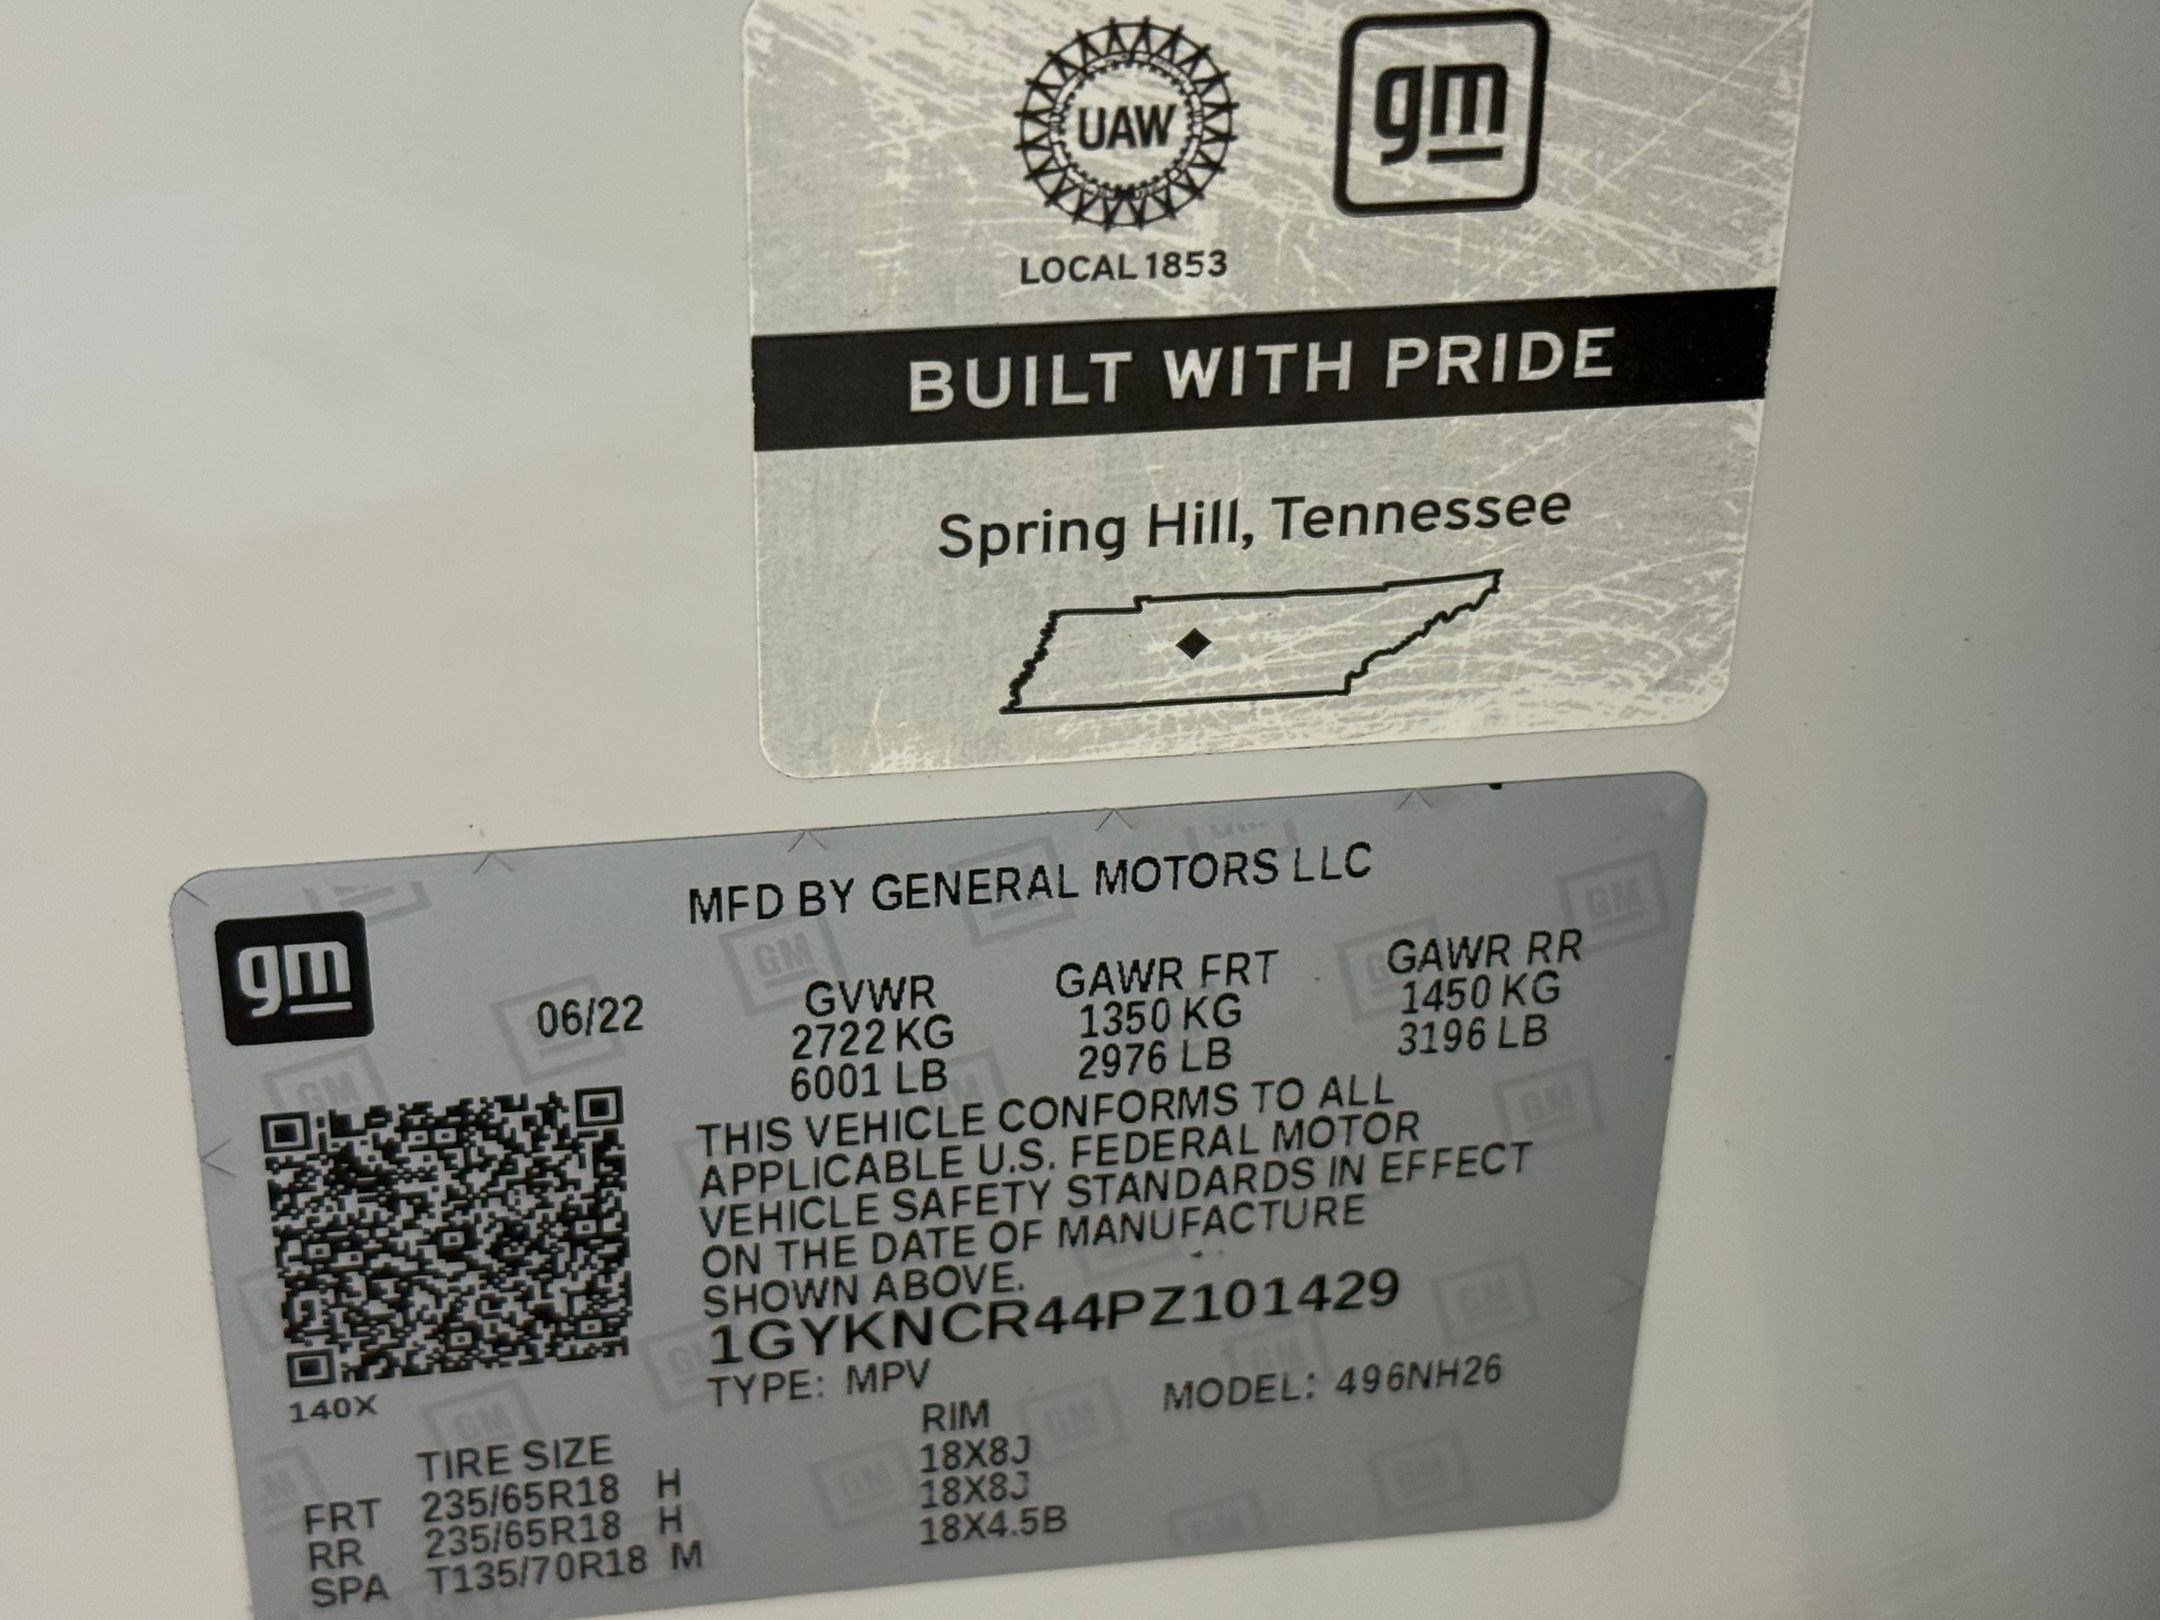 UAW gm
LOCAL 1853
BUILT WITH PRIDE
Spring Hill, Tennessee
MFD BY GENERAL MOTORS LLC
gm
06/22 GVWR GAWR FRT GAWR RR
2722 KG 1350 KG 1450 KG
6001 LB 2976 LB 3196 LB
THIS VEHICLE CONFORMS TO ALL
APPLICABLE U.S. FEDERAL MOTOR
VEHICLE SAFETY STANDARDS IN EFFECT
ON THE DATE OF MANUFACTURE
SHOWN ABOVE.
1GYKNCR44PZ101429
TYPE: MPV MODEL: 496NH26
140X
TIRE SIZE RIM
FRT 235/65R18 H 18X8J
RR 235/65R18 H 18X8J
SPA T135/70R18 M 18X4.5B